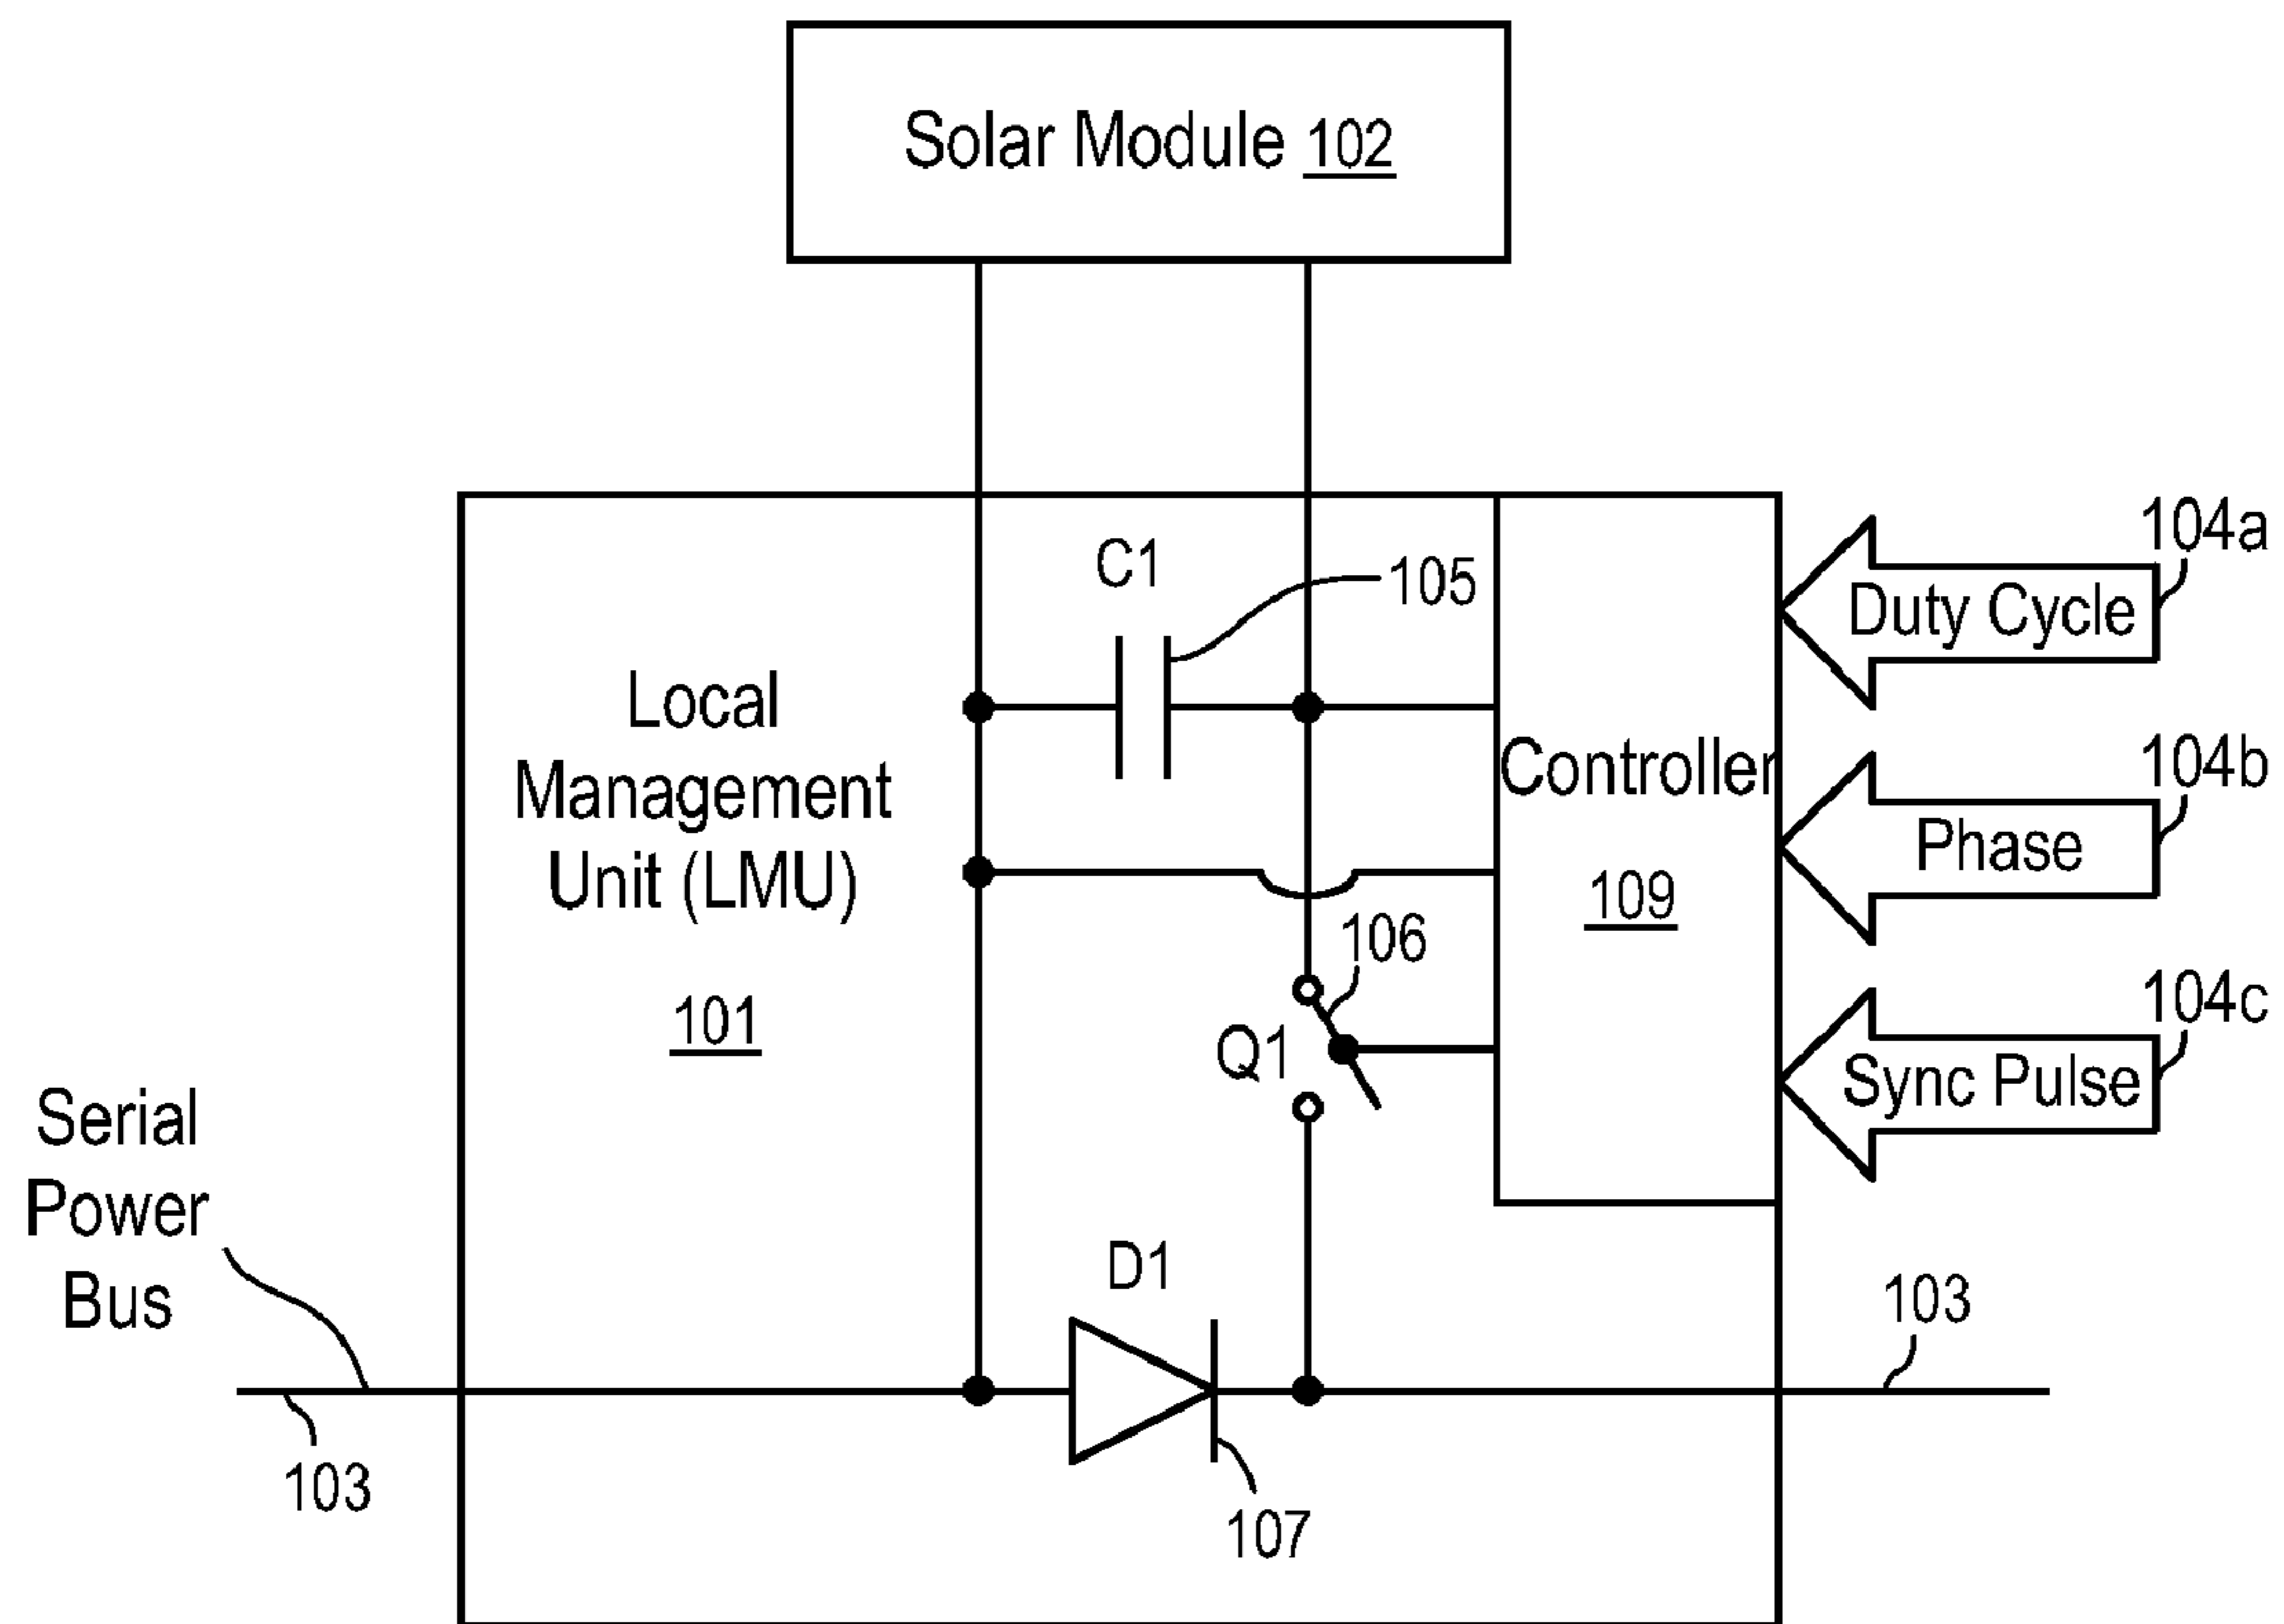 Solar Module 102
C1
105
104a
Duty Cycle
Local
Management
Unit (LMU)
101
Controller
109
104b
Phase
106
Q1
104c
Sync Pulse
Serial
Power
Bus
D1
103
103
107